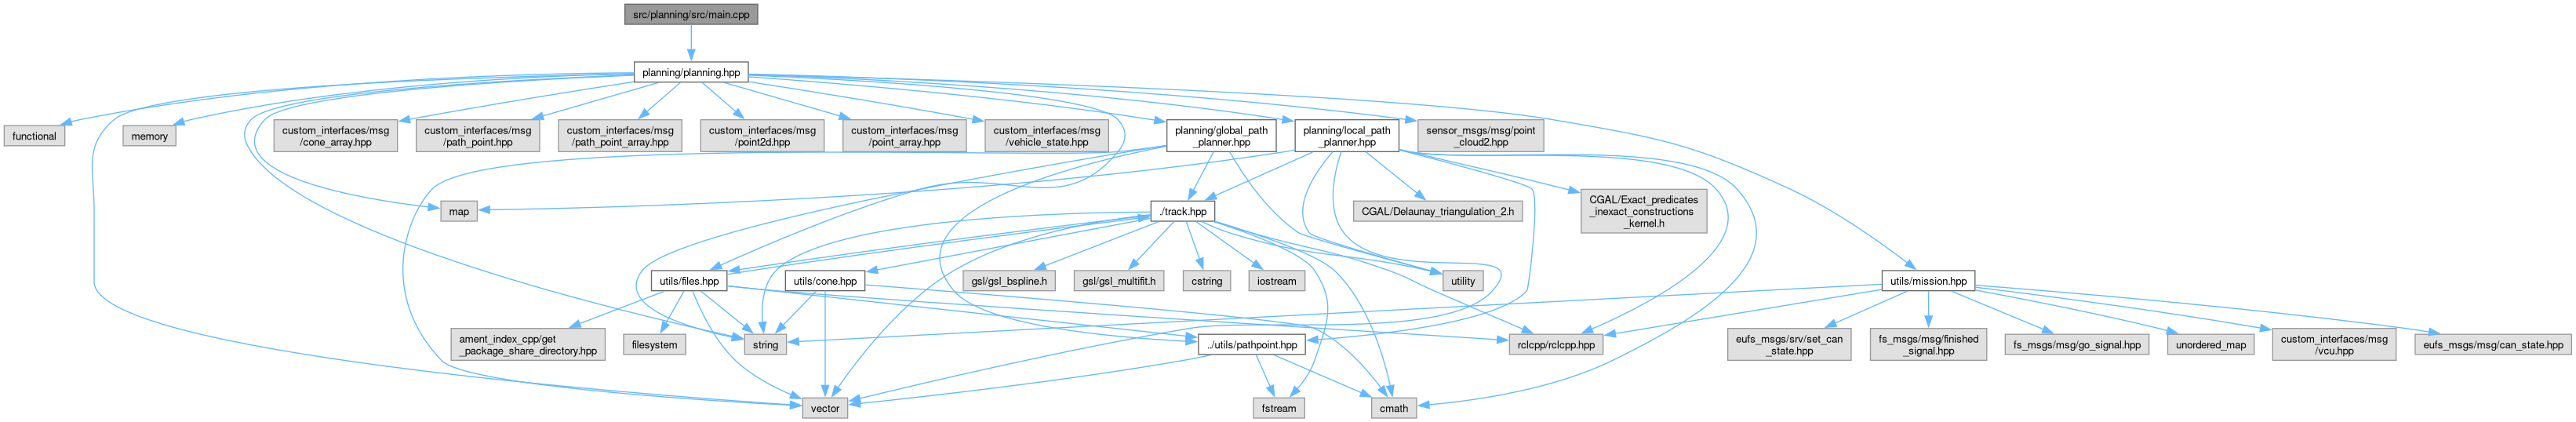 src/planning/src/main.cpp
planning/planning.hpp
functional
memory
custom_interfaces/msg
/cone_array.hpp
custom_interfaces/msg
/path_point.hpp
custom_interfaces/msg
/path_point_array.hpp
custom_interfaces/msg
/point2d.hpp
custom_interfaces/msg
/point_array.hpp
custom_interfaces/msg
/vehicle_state.hpp
planning/global_path
_planner.hpp
planning/local_path
_planner.hpp
sensor_msgs/msg/point
_cloud2.hpp
map
./track.hpp
CGAL/Delaunay_triangulation_2.h
CGAL/Exact_predicates
_inexact_constructions
_kernel.h
utils/files.hpp
utils/cone.hpp
gsl/gsl_bspline.h
gsl/gsl_multifit.h
cstring
iostream
utility
utils/mission.hpp
ament_index_cpp/get
_package_share_directory.hpp
filesystem
string
../utils/pathpoint.hpp
rclcpp/rclcpp.hpp
eufs_msgs/srv/set_can
_state.hpp
fs_msgs/msg/finished
_signal.hpp
fs_msgs/msg/go_signal.hpp
unordered_map
custom_interfaces/msg
/vcu.hpp
eufs_msgs/msg/can_state.hpp
vector
fstream
cmath